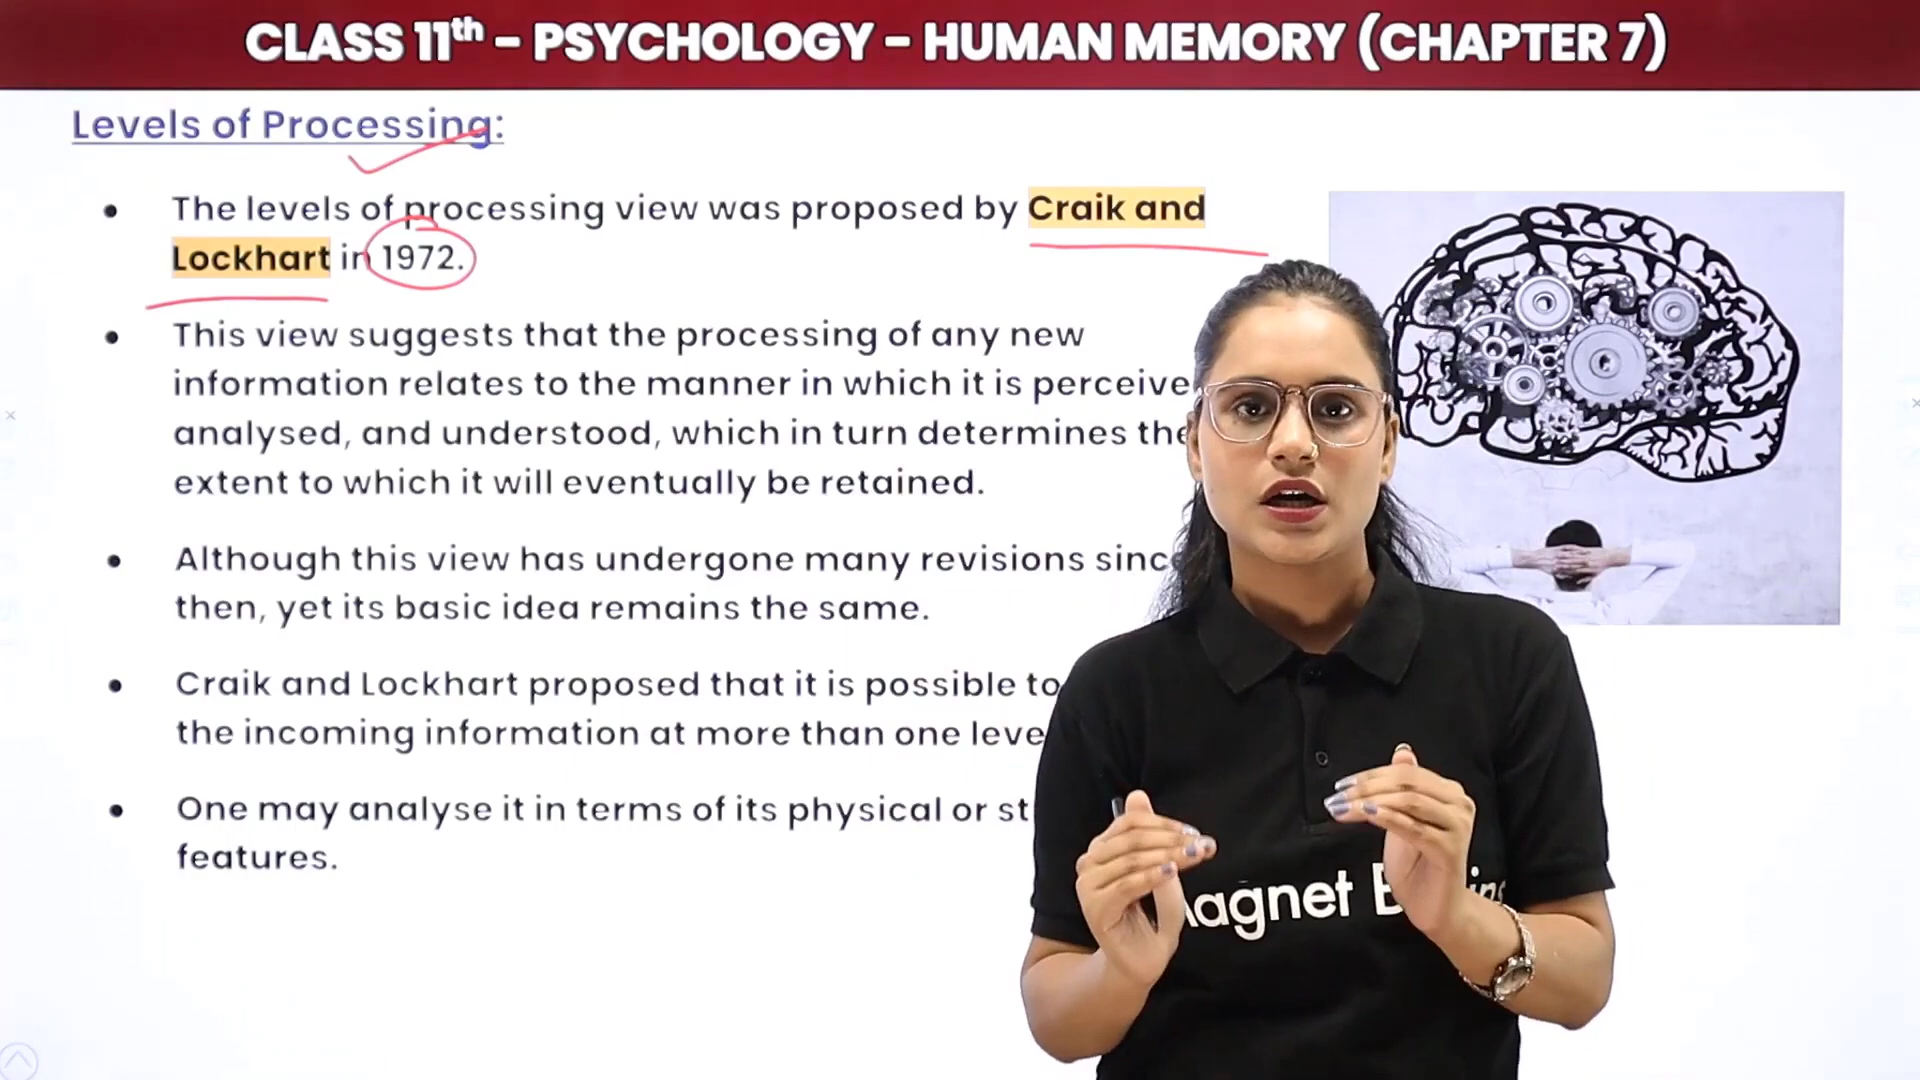 CLASS 11th – PSYCHOLOGY – HUMAN MEMORY (CHAPTER 7)
Levels of Processing:
• The levels of processing view was proposed by Craik and
Lockhart in 1972.
• This view suggests that the processing of any new
information relates to the manner in which it is perceive
analysed, and understood, which in turn determines the
extent to which it will eventually be retained.
• Although this view has undergone many revisions sinc
then, yet its basic idea remains the same.
• Craik and Lockhart proposed that it is possible to
the incoming information at more than one leve
• One may analyse it in terms of its physical or st
features.
agnet B ins